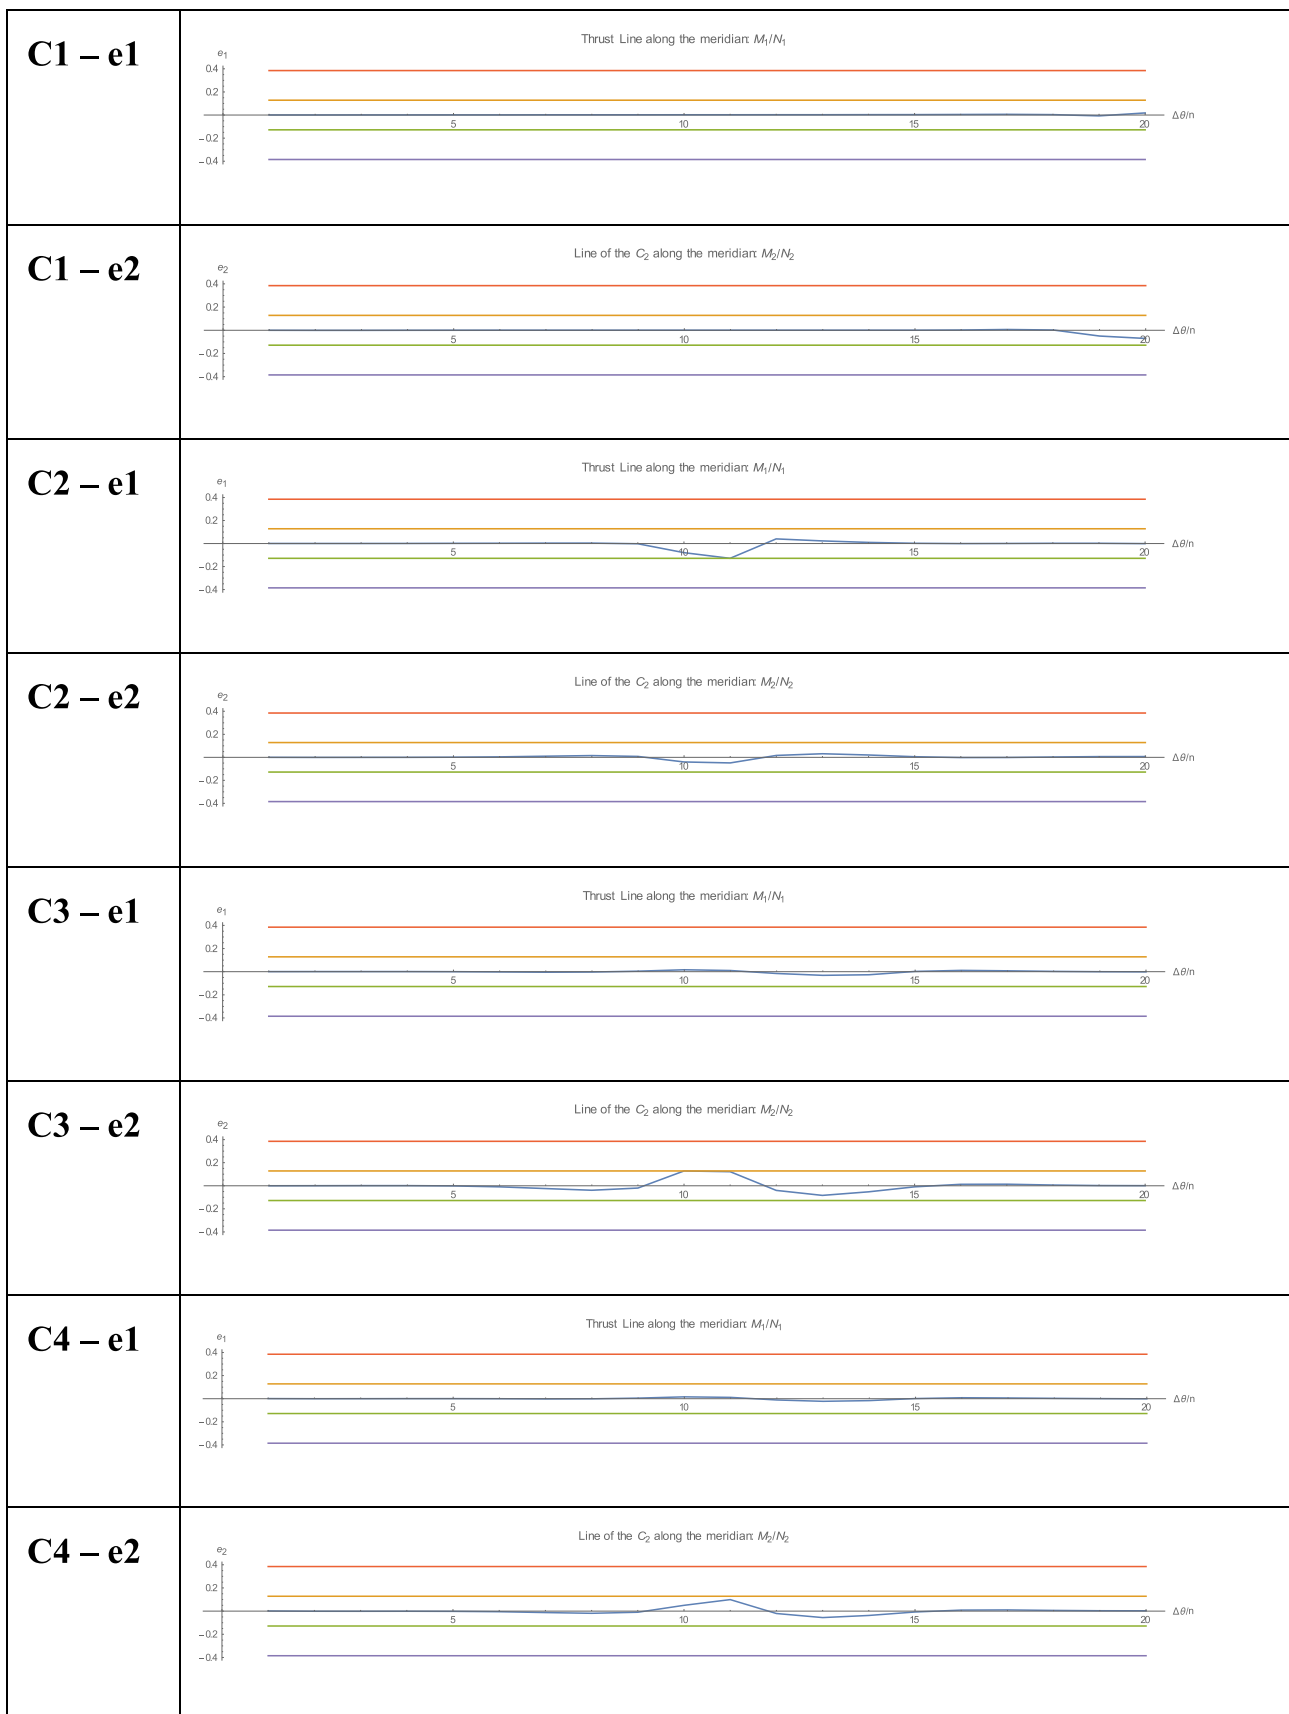 C1 – e1
Thrust Line along the meridian: M1/N1
e1
0.4
0.2
5 10 15 20 Δθ/n
−0.2
−0.4
C1 – e2
Line of the C2 along the meridian: M2/N2
e2
0.4
0.2
5 10 15 20 Δθ/n
−0.2
−0.4
C2 – e1
Thrust Line along the meridian: M1/N1
e1
0.4
0.2
5 10 15 20 Δθ/n
−0.2
−0.4
C2 – e2
Line of the C2 along the meridian: M2/N2
e2
0.4
0.2
5 10 15 20 Δθ/n
−0.2
−0.4
C3 – e1
Thrust Line along the meridian: M1/N1
e1
0.4
0.2
5 10 15 20 Δθ/n
−0.2
−0.4
C3 – e2
Line of the C2 along the meridian: M2/N2
e2
0.4
0.2
5 10 15 20 Δθ/n
−0.2
−0.4
C4 – e1
Thrust Line along the meridian: M1/N1
e1
0.4
0.2
5 10 15 20 Δθ/n
−0.2
−0.4
C4 – e2
Line of the C2 along the meridian: M2/N2
e2
0.4
0.2
5 10 15 20 Δθ/n
−0.2
−0.4